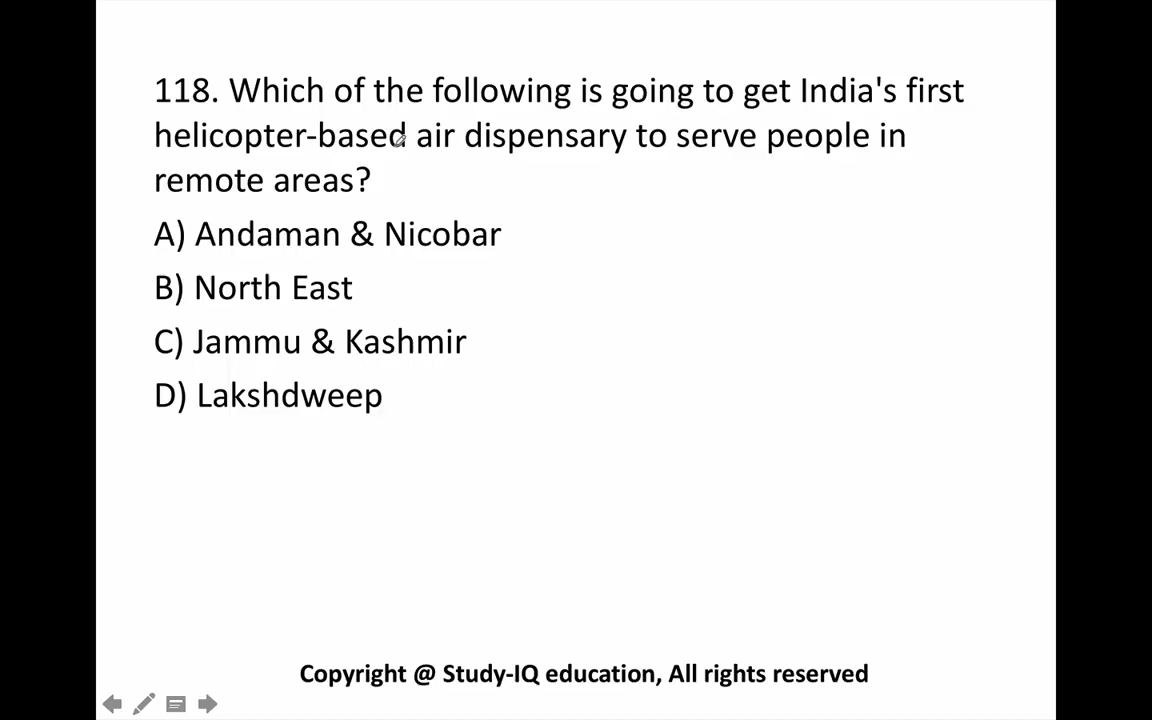 118. Which of the following is going to get India's first
helicopter-based air dispensary to serve people in
remote areas?
A) Andaman & Nicobar
B) North East
C) Jammu & Kashmir
D) Lakshdweep
Copyright @ Study-IQ education, All rights reserved